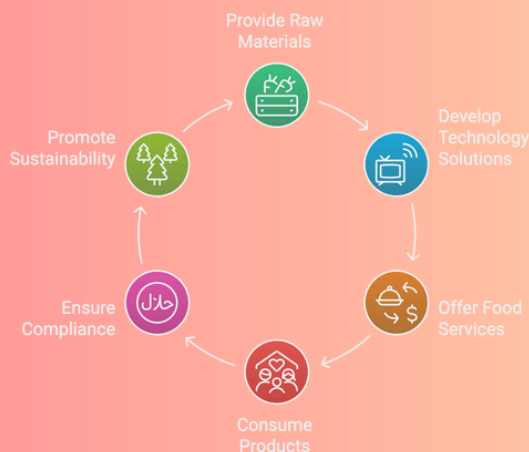 Provide Raw
Materials
Develop
Technology
Solutions
Offer Food
Services
$
Consume
Products
حلال
Ensure
Compliance
Promote
Sustainability